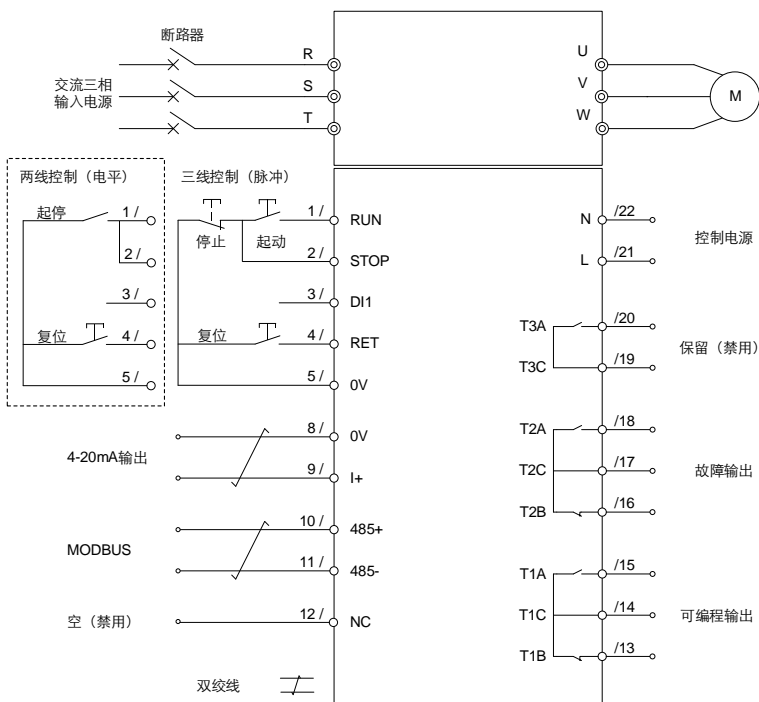 断路器
R
U
交流三相
输入电源
S
V
M
T
W
两线控制（电平）
起停
1 /
2 /
3 /
复位
4 /
5 /
三线控制（脉冲）
停止
起动
1 /
RUN
2 /
STOP
3 /
DI1
复位
4 /
RET
5 /
0V
4-20mA输出
8 /
0V
9 /
I+
MODBUS
10 /
485+
11 /
485-
空（禁用）
12 /
NC
双绞线
N
/22
控制电源
L
/21
T3A
/20
保留（禁用）
T3C
/19
T2A
/18
T2C
/17
故障输出
T2B
/16
T1A
/15
T1C
/14
可编程输出
T1B
/13